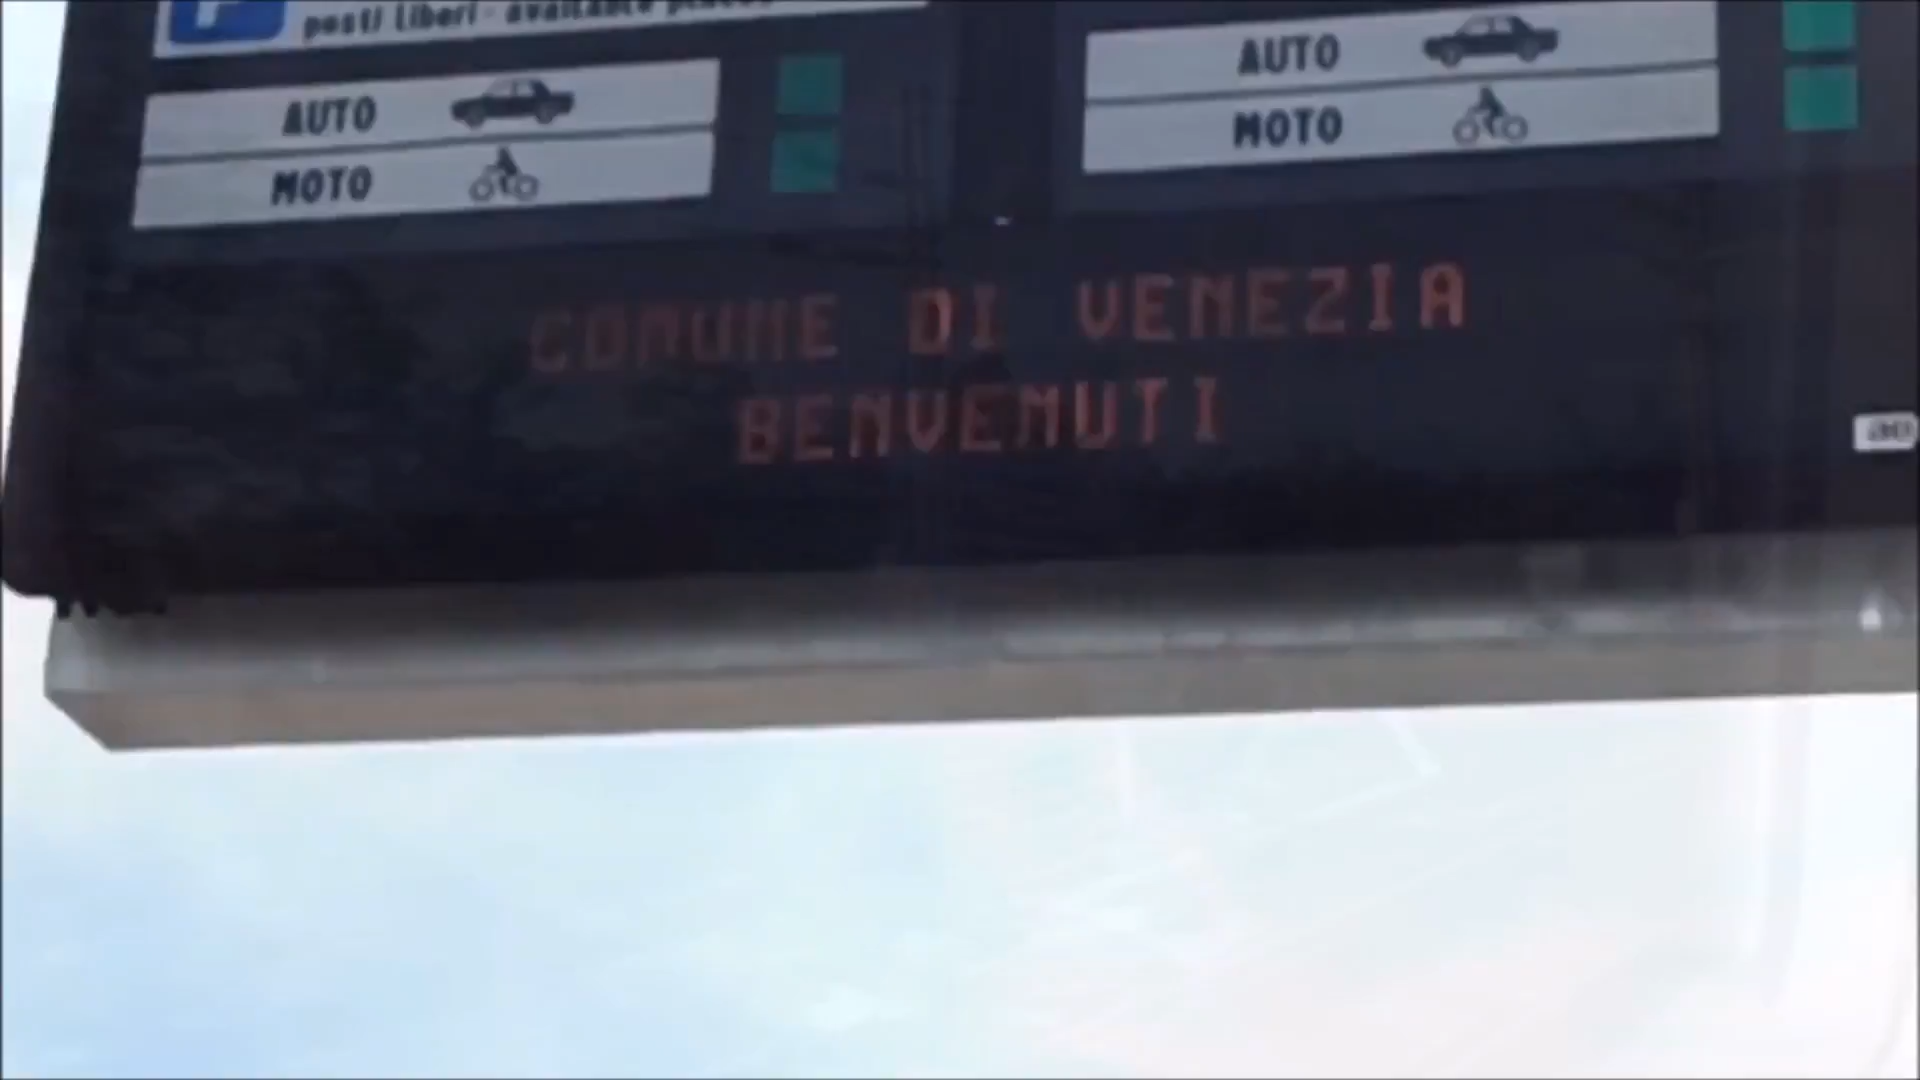 P
posti liberi - available places
AUTO
MOTO
AUTO
MOTO
COMUNE DI VENEZIA
BENVENUTI